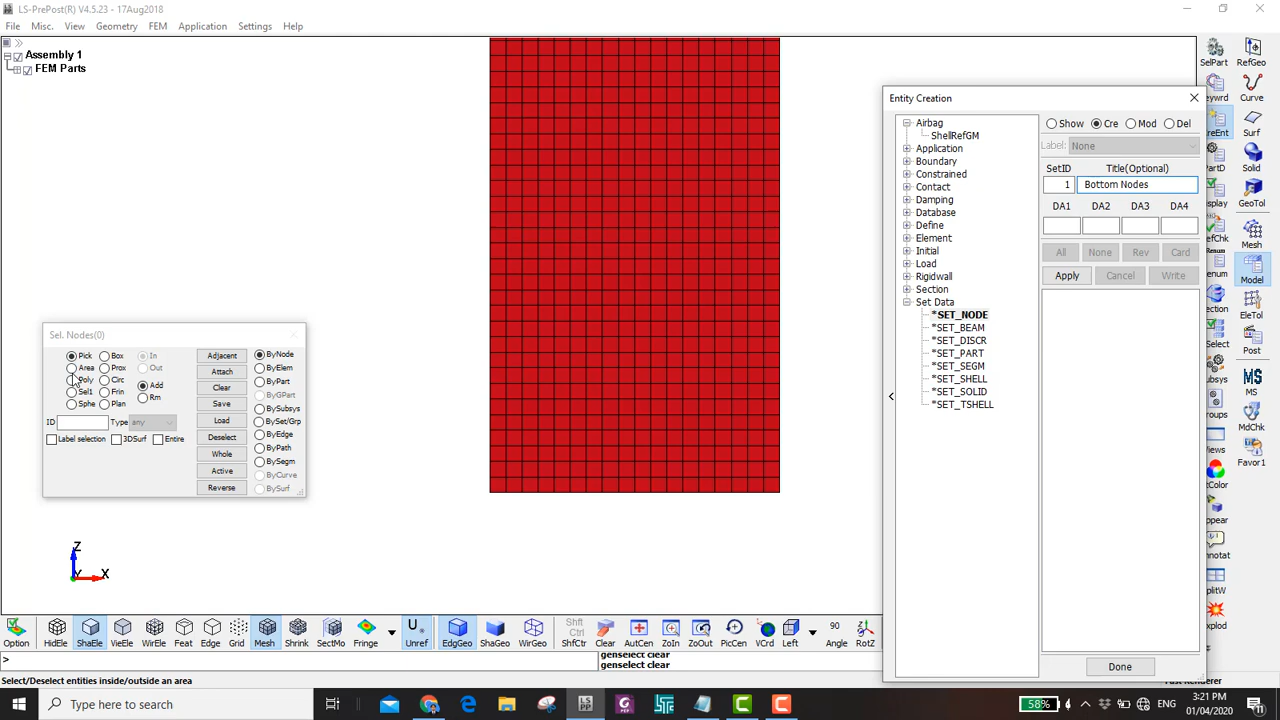 LS-PrePost(R) V4.5.23 - 17Aug2018
File Misc. View Geometry FEM Application Settings Help
Assembly 1
FEM Parts
Entity Creation
Airbag
ShellRefGM
Application
Boundary
Constrained
Contact
Damping
Database
Define
Element
Initial
Load
Rigidwall
Section
Set Data
*SET_NODE
*SET_BEAM
*SET_DISCR
*SET_PART
*SET_SEGM
*SET_SHELL
*SET_SOLID
*SET_TSHELL
Show Cre Mod Del
Label: None
SetID Title(Optional)
1 Bottom Nodes
DA1 DA2 DA3 DA4
All None Rev Card
Apply Cancel Write
Done
SelPart RefGeo
Curve
Surf
PartD Solid
GeoTol
Mesh
Model
EleTol
Post
MS
MdChk
Favor1
Sel. Nodes(0)
Pick Box In Adjacent ByNode
Area Prox Out Attach ByElem
Poly Circ Add Clear ByPart
Sel1 Frin Rm Save ByGPart
Sphe Plan Load BySubsys
ID Type any Deselect BySet/Grp
Label selection 3DSurf Entire Whole ByEdge
Active ByPath
Reverse BySegm
ByCurve
BySurf
Z
Y X
Option HidEle ShaEle VieEle WirEle Feat Edge Grid Mesh Shrink SectMo Fringe Unref EdgGeo ShaGeo WirGeo Shft Ctrl ShfCtr Clear AutCen ZoIn ZoOut PicCen VCrd Left 90 Angle RotZ
>
genselect clear
genselect clear
Select/Deselect entities inside/outside an area
Fast Renderer
Type here to search
58%
3:21 PM
01/04/2020